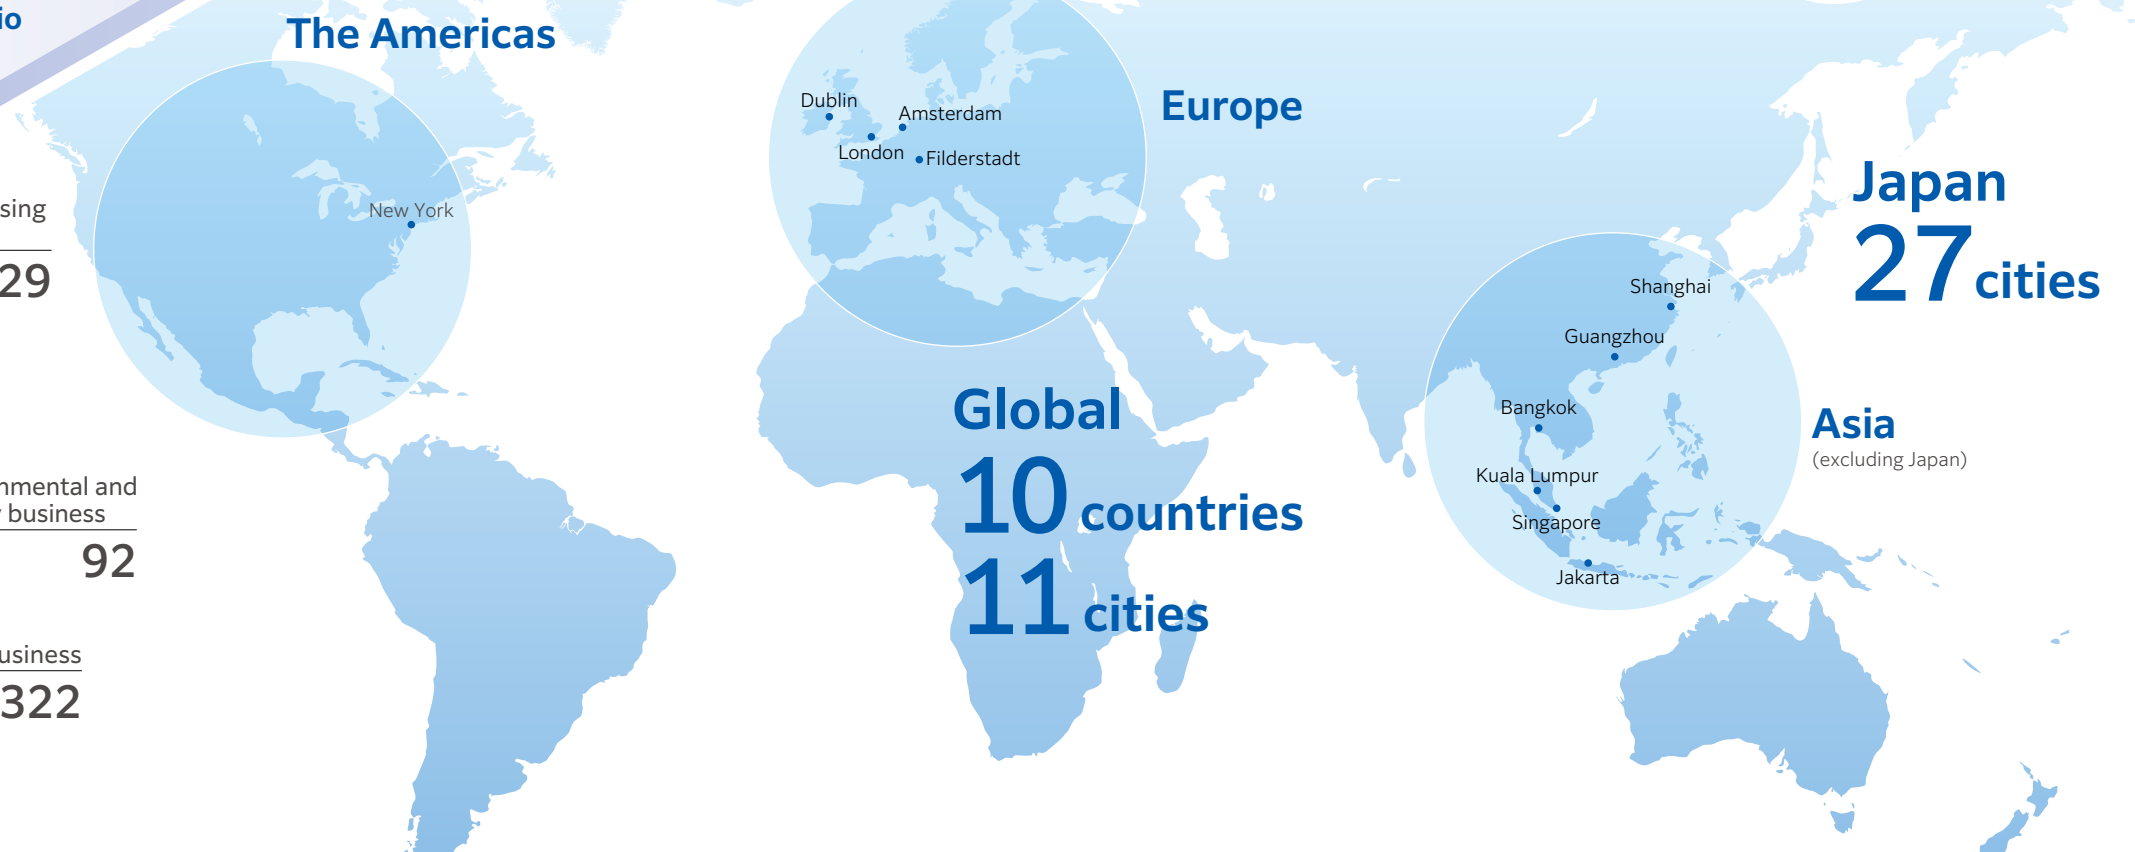 io
sing
29
nmental and
business
92
usiness
322
The Americas
New York
Dublin
Amsterdam
London
Filderstadt
Europe
Global
10 countries
11 cities
Japan
27 cities
Shanghai
Guangzhou
Bangkok
Kuala Lumpur
Singapore
Jakarta
Asia
(excluding Japan)